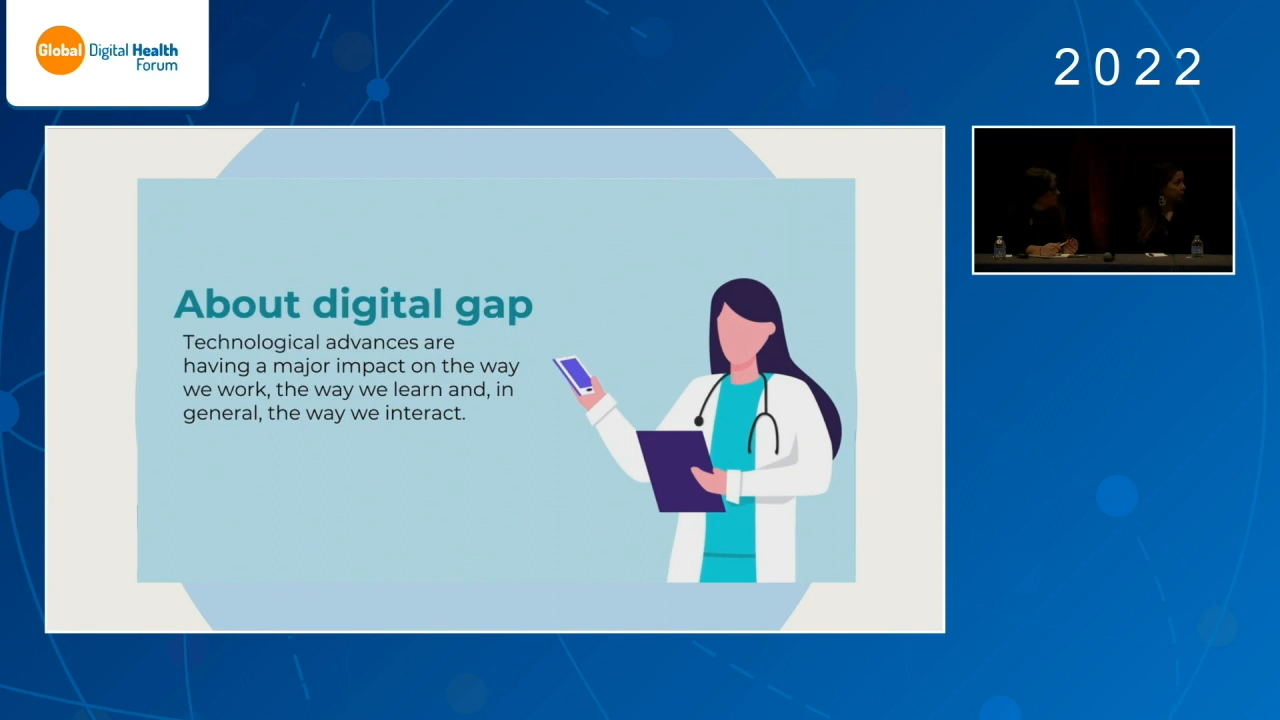 Global Digital Health
Forum
2022
About digital gap
Technological advances are
having a major impact on the way
we work, the way we learn and, in
general, the way we interact.